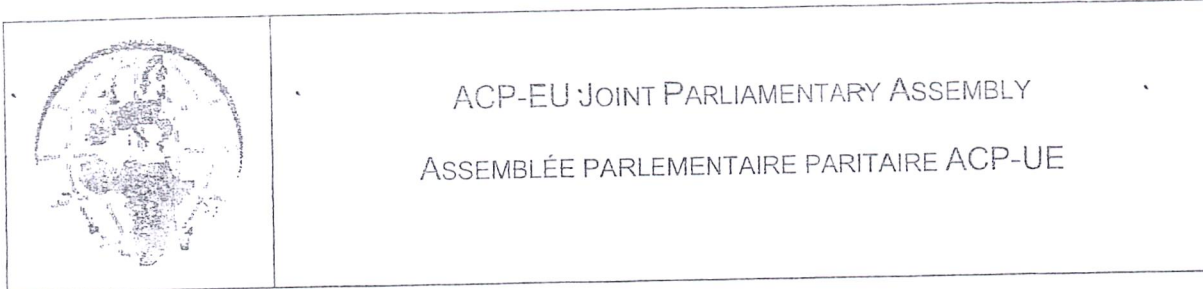 ACP-EU JOINT PARLIAMENTARY ASSEMBLY
ASSEMBLÉE PARLEMENTAIRE PARITAIRE ACP-UE